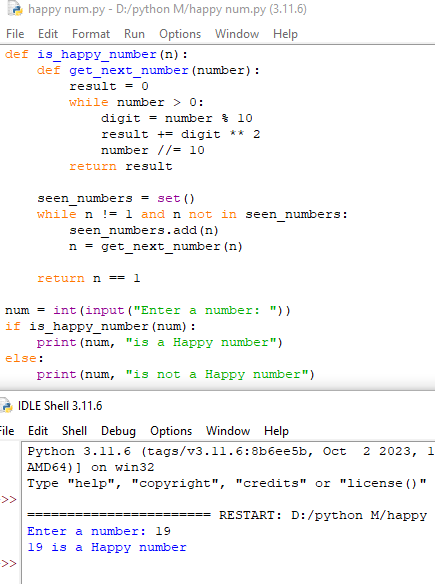 happy num.py - D:/python M/happy num.py (3.11.6)
File Edit Format Run Options Window Help
def is_happy_number(n):
    def get_next_number(number):
        result = 0
        while number > 0:
            digit = number % 10
            result += digit ** 2
            number //= 10
        return result

    seen_numbers = set()
    while n != 1 and n not in seen_numbers:
        seen_numbers.add(n)
        n = get_next_number(n)

    return n == 1

num = int(input("Enter a number: "))
if is_happy_number(num):
    print(num, "is a Happy number")
else:
    print(num, "is not a Happy number")
IDLE Shell 3.11.6
File Edit Shell Debug Options Window Help
Python 3.11.6 (tags/v3.11.6:8b6ee5b, Oct  2 2023, 1
AMD64)] on win32
Type "help", "copyright", "credits" or "license()"
>>
======================= RESTART: D:/python M/happy
Enter a number: 19
19 is a Happy number
>>